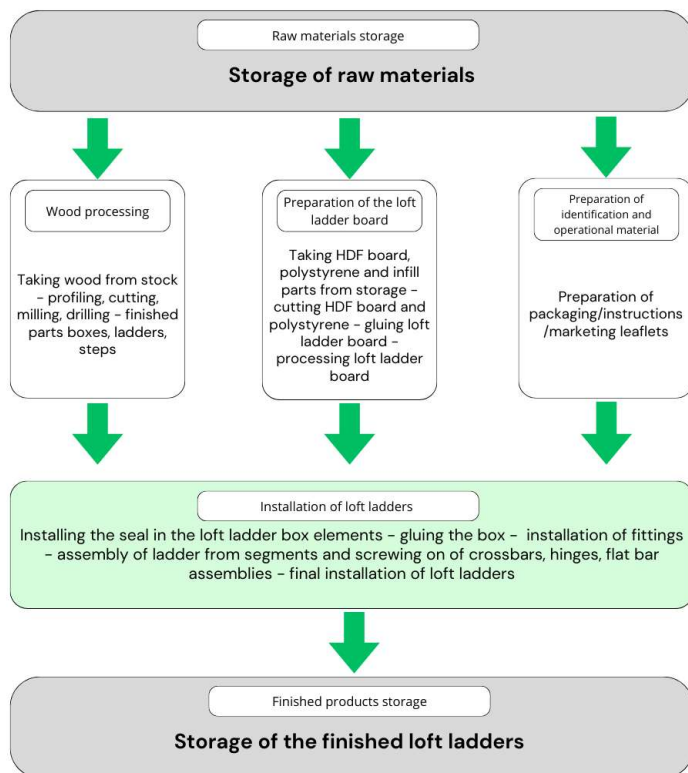 Raw materials storage
Storage of raw materials
Wood processing
Taking wood from stock
– profiling, cutting,
milling, drilling – finished
parts boxes, ladders,
steps
Preparation of the loft
ladder board
Taking HDF board,
polystyrene and infill
parts from storage –
cutting HDF board and
polystyrene – gluing loft
ladder board –
processing loft ladder
board
Preparation of
identification and
operational material
Preparation of
packaging/instructions
/marketing leaflets
Installation of loft ladders
Installing the seal in the loft ladder box elements – gluing the box – installation of fittings
– assembly of ladder from segments and screwing on of crossbars, hinges, flat bar
assemblies – final installation of loft ladders
Finished products storage
Storage of the finished loft ladders